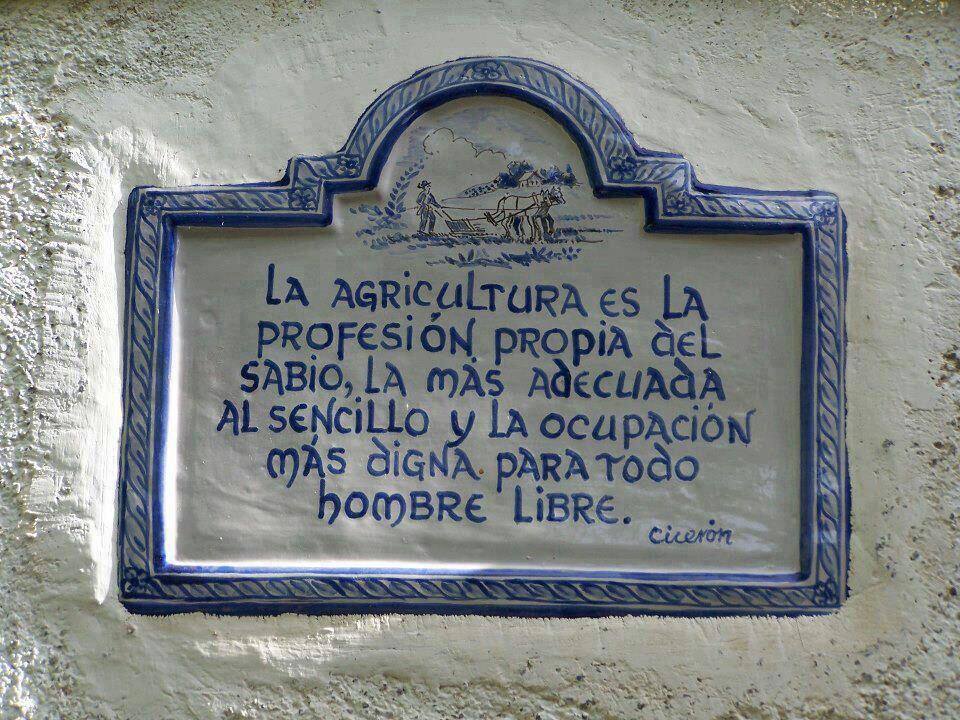 LA AGRICULTURA ES LA
PROFESIÓN PROPIA DEL
SABIO, LA MÁS ADECUADA
AL SENCILLO Y LA OCUPACIÓN
MÁS DIGNA PARA TODO
HOMBRE LIBRE.
Cicerón